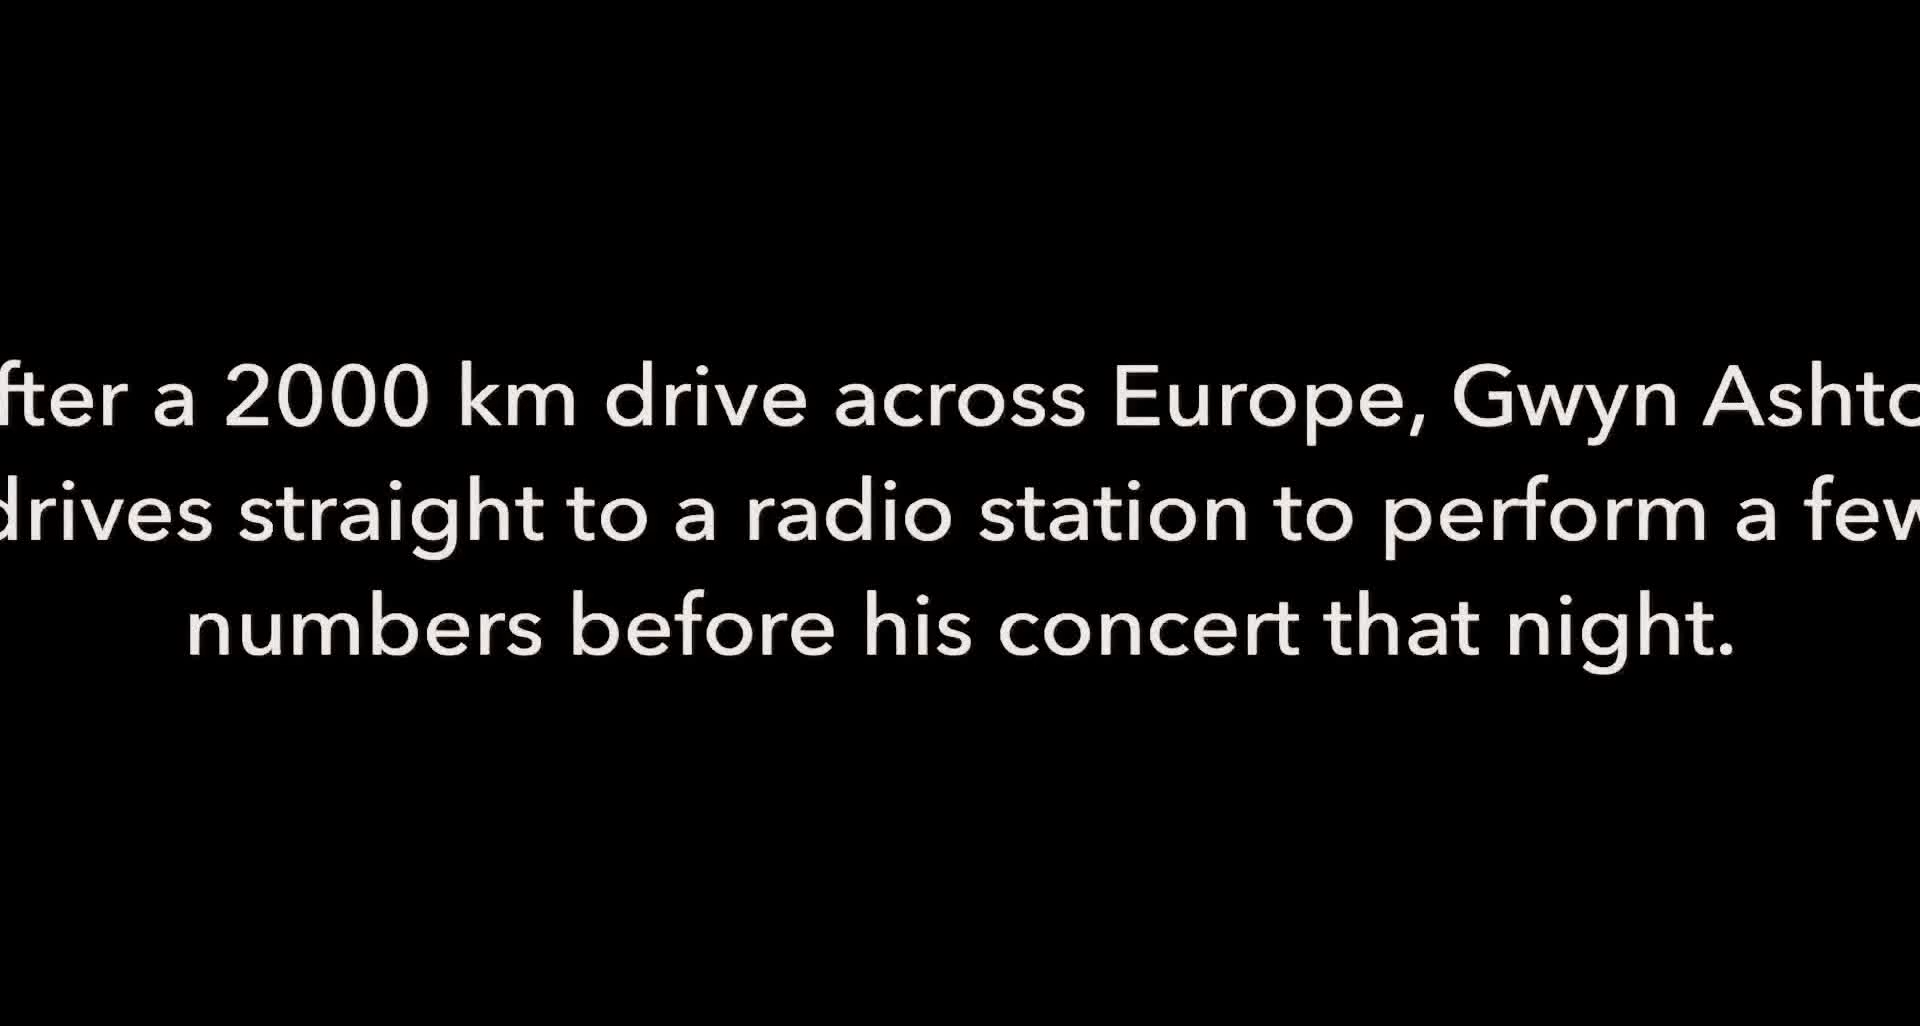 fter a 2000 km drive across Europe, Gwyn Ashto
drives straight to a radio station to perform a few
numbers before his concert that night.